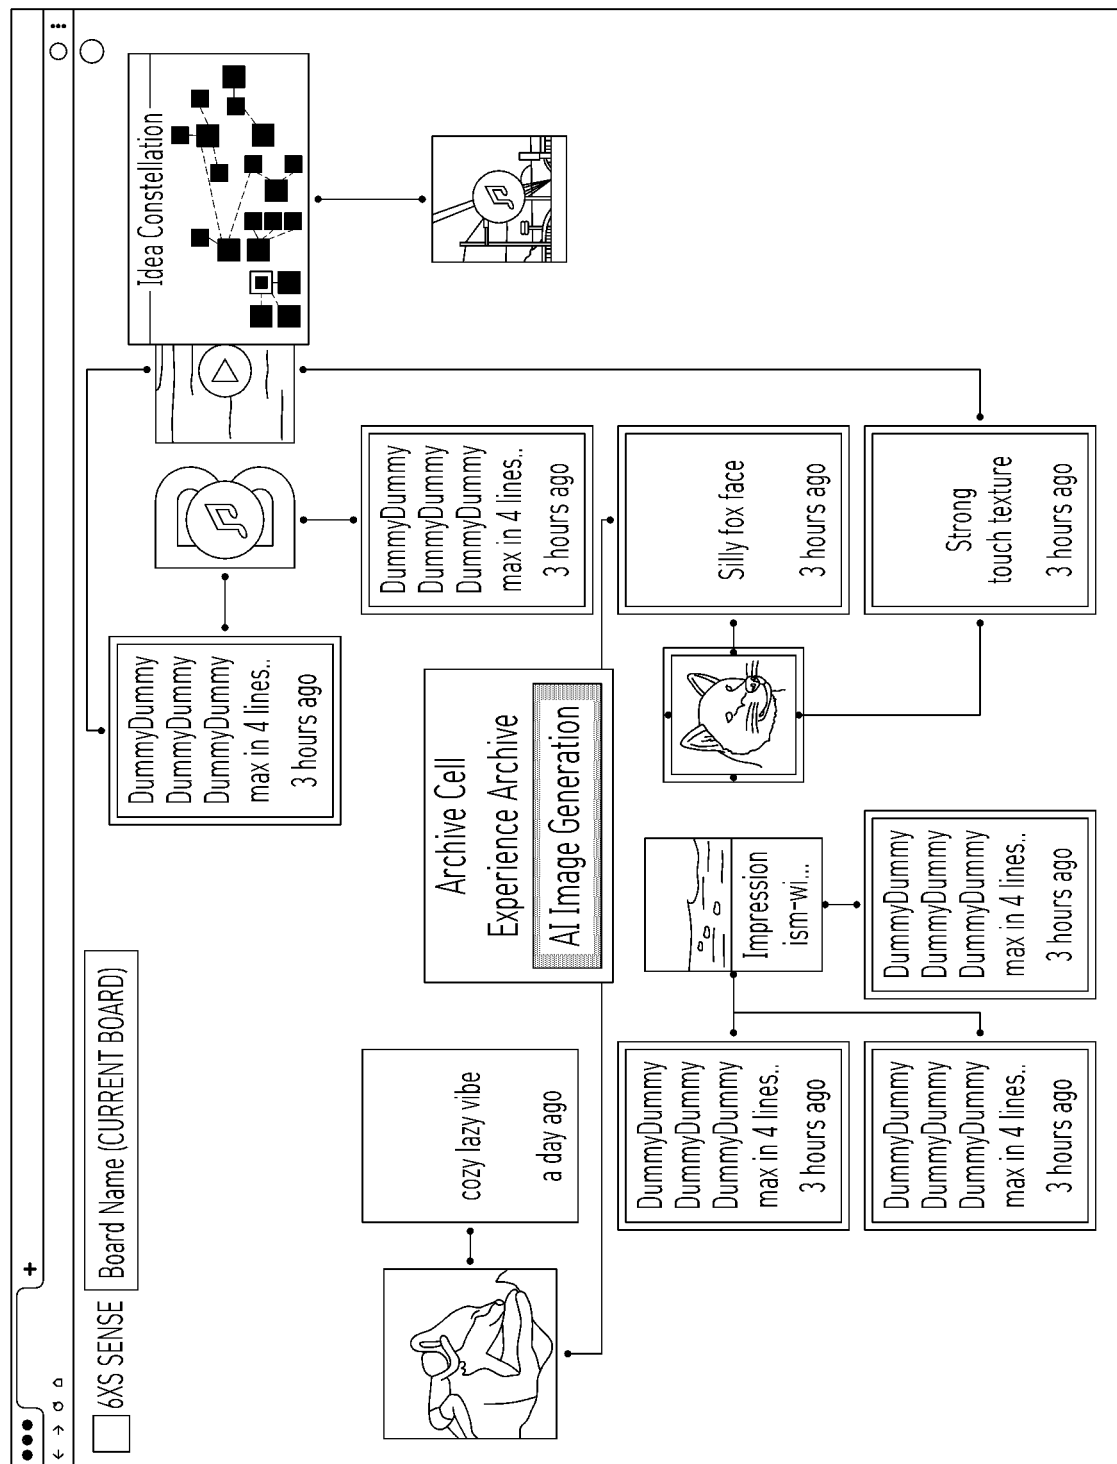 6XS SENSE
Board Name (CURRENT BOARD)
Idea Constellation
DummyDummy
DummyDummy
DummyDummy
max in 4 lines..
3 hours ago
cozy lazy vibe
a day ago
Archive Cell
Experience Archive
AI Image Generation
DummyDummy
DummyDummy
DummyDummy
max in 4 lines..
3 hours ago
DummyDummy
DummyDummy
DummyDummy
max in 4 lines..
3 hours ago
Impression
ism-wi...
Silly fox face
3 hours ago
DummyDummy
DummyDummy
DummyDummy
max in 4 lines..
3 hours ago
DummyDummy
DummyDummy
DummyDummy
max in 4 lines..
3 hours ago
Strong
touch texture
3 hours ago